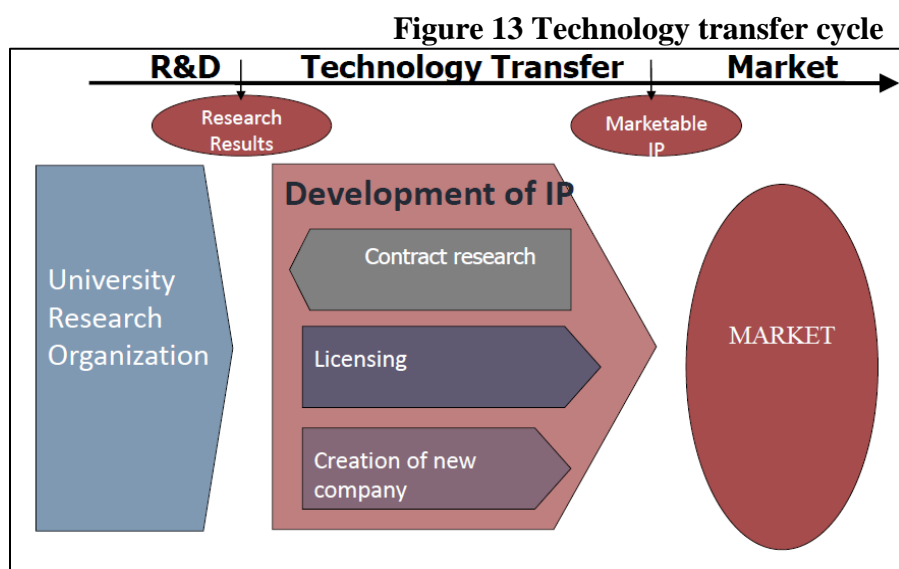 Figure 13 Technology transfer cycle
R&D
Technology Transfer
Market
Research
Results
Marketable
IP
University
Research
Organization
Development of IP
Contract research
Licensing
Creation of new
company
MARKET